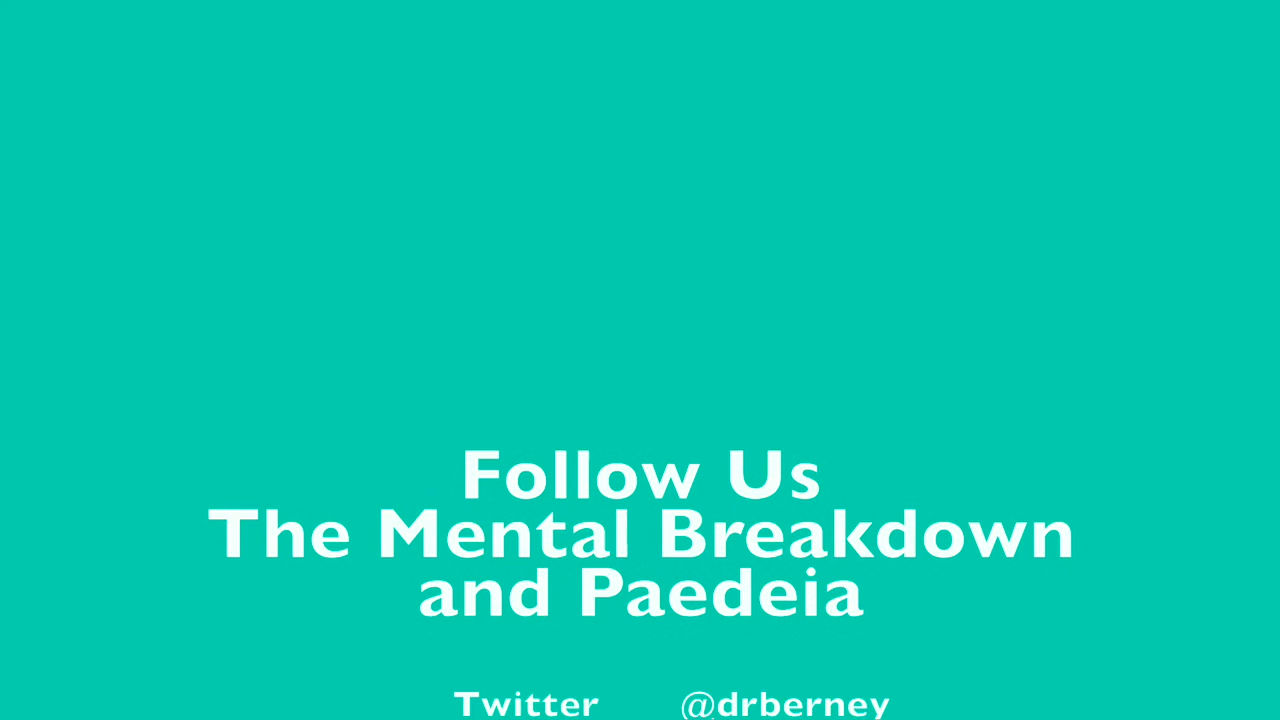 Follow Us
The Mental Breakdown
and Paedeia
Twitter @drberney